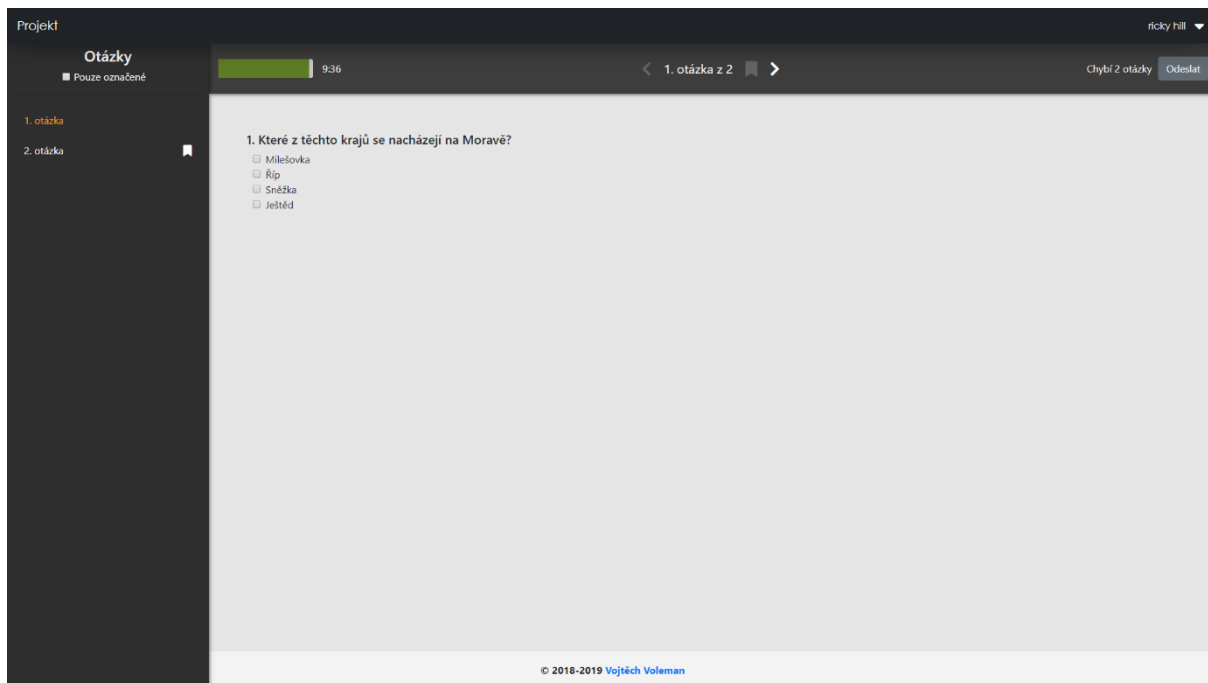 Projekt
ricky hill
Otázky
Pouze označené
9:36
1. otázka z 2
Chybí 2 otázky
Odeslat
1. otázka
2. otázka
1. Které z těchto krajů se nacházejí na Moravě?
Milešovka
Říp
Sněžka
Ještěd
© 2018-2019 Vojtěch Voleman